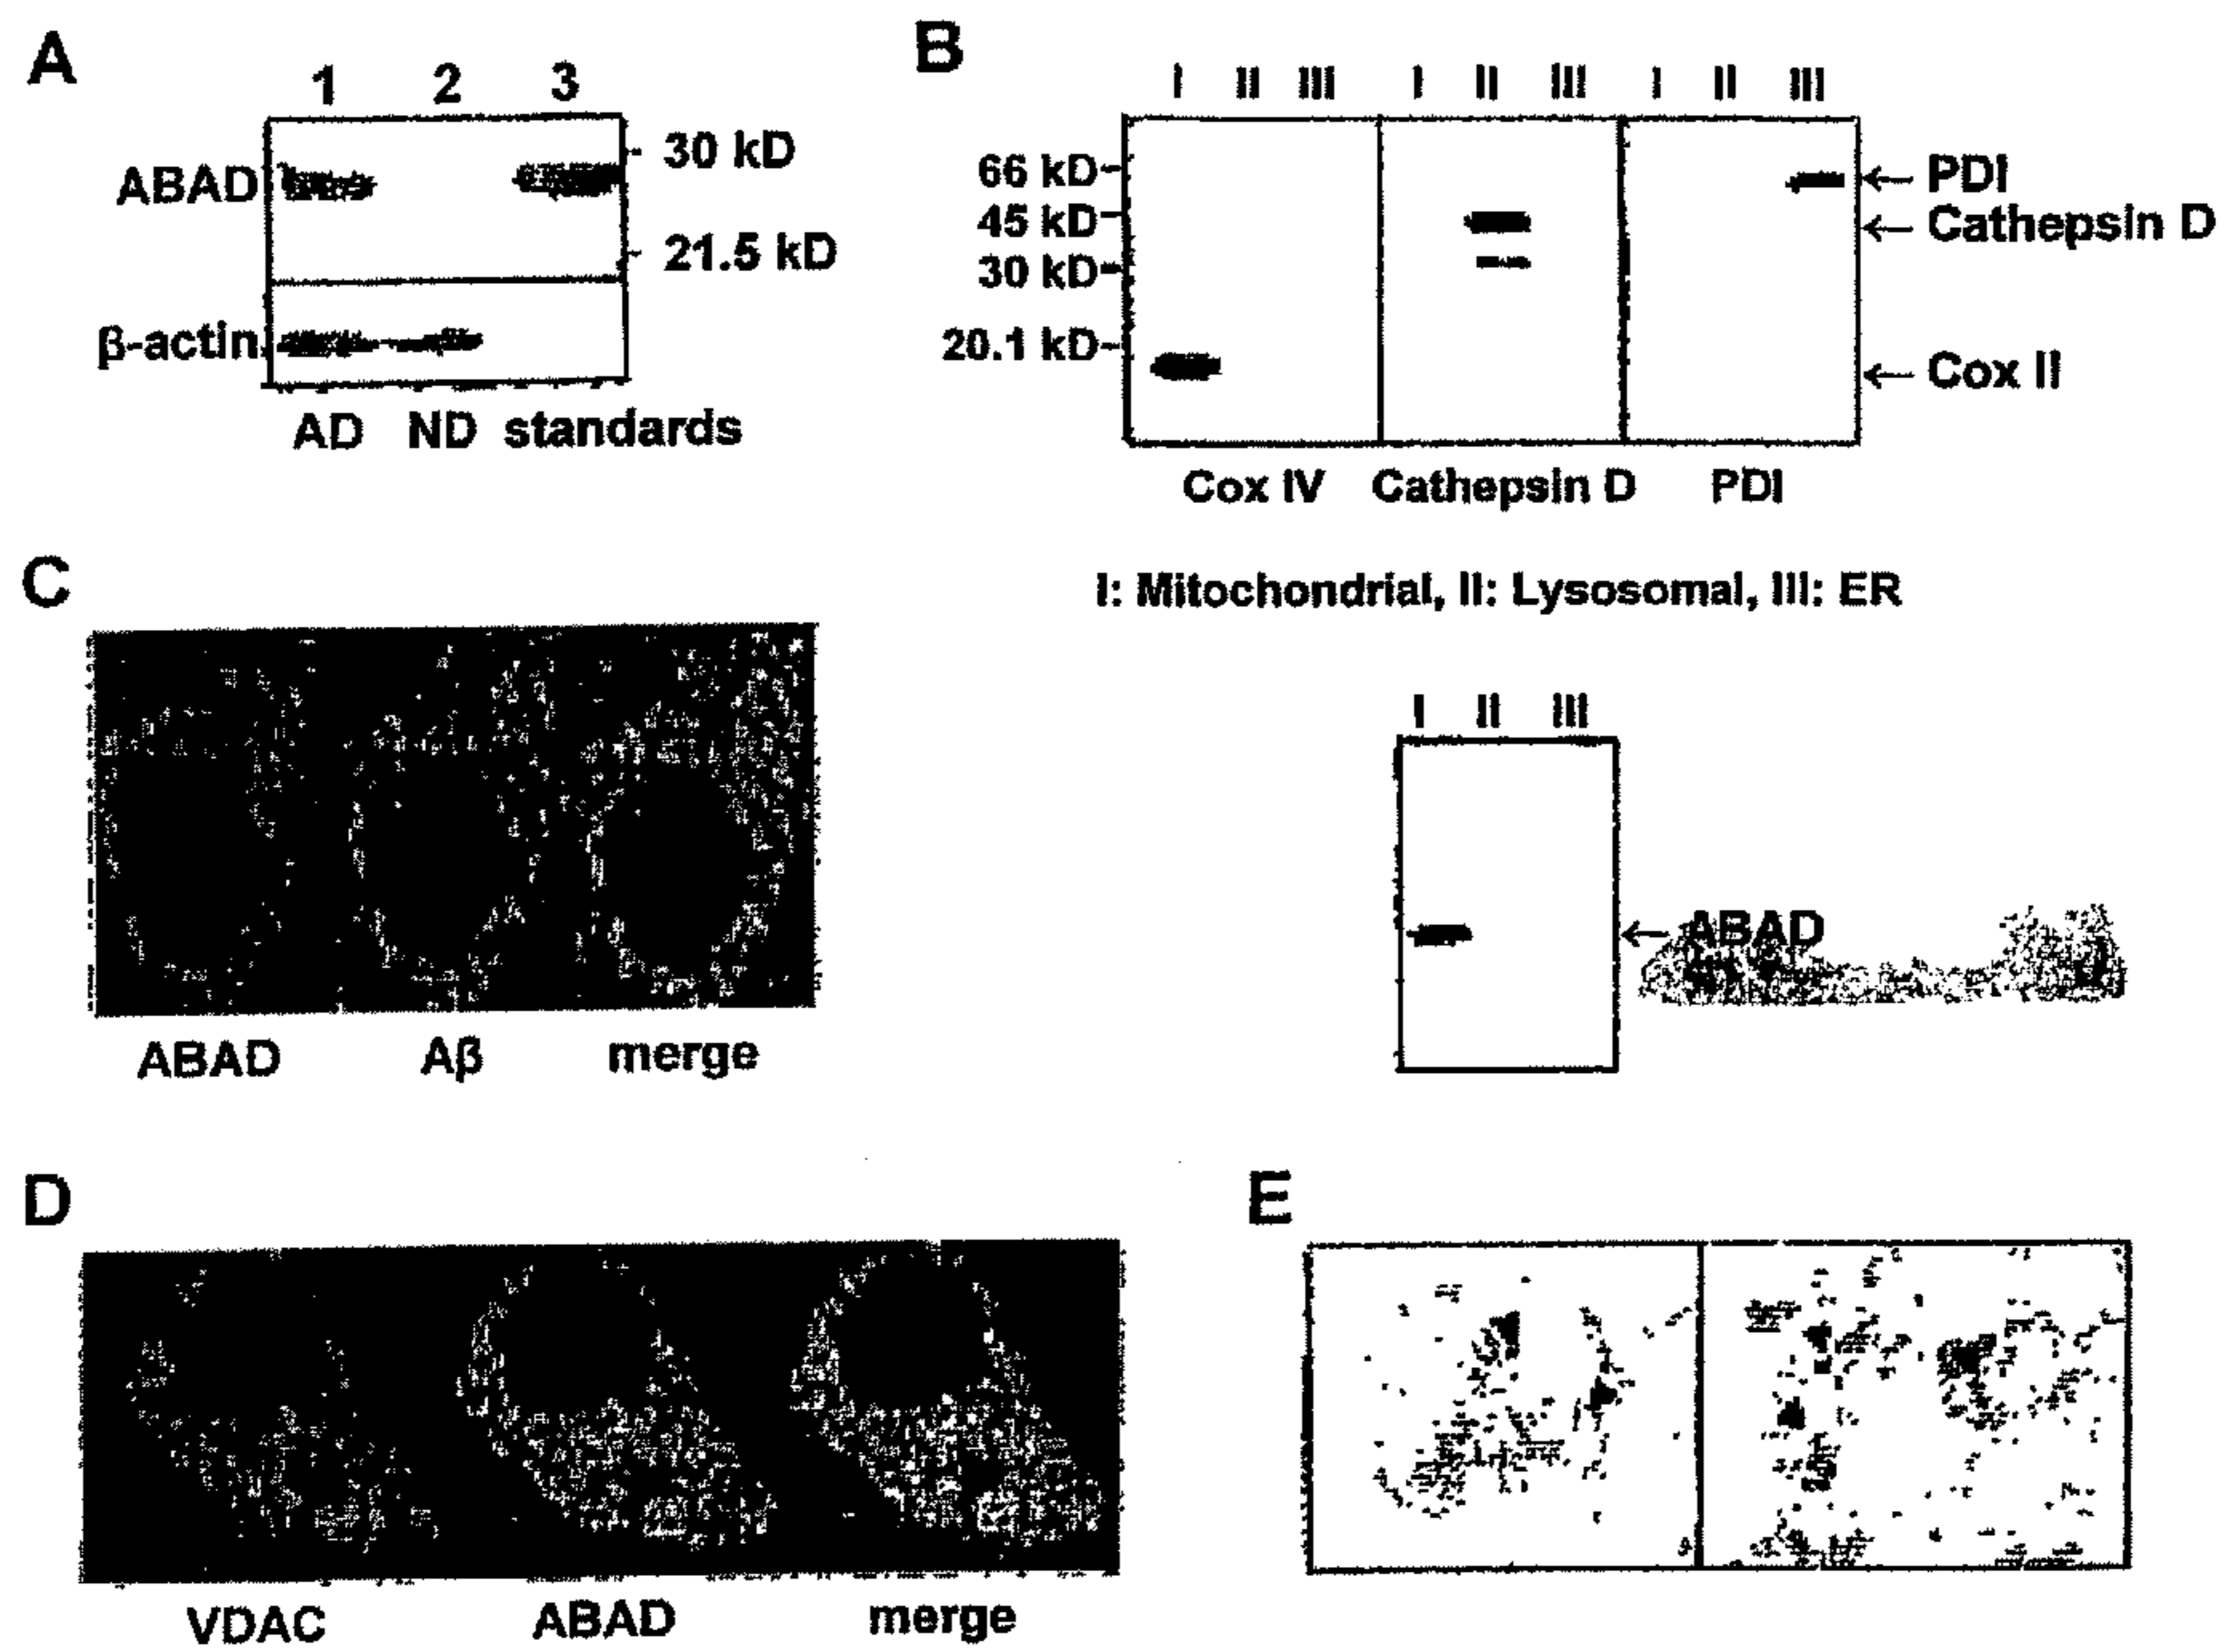 A
1 2 3
ABAD
30 kD
21.5 kD
β-actin
AD ND standards
B
I II III I II III I II III
66 kD
45 kD
30 kD
20.1 kD
PDI
Cathepsin D
Cox II
Cox IV Cathepsin D PDI
I: Mitochondrial, II: Lysosomal, III: ER
I II III
ABAD
C
ABAD Aβ merge
D
VDAC ABAD merge
E